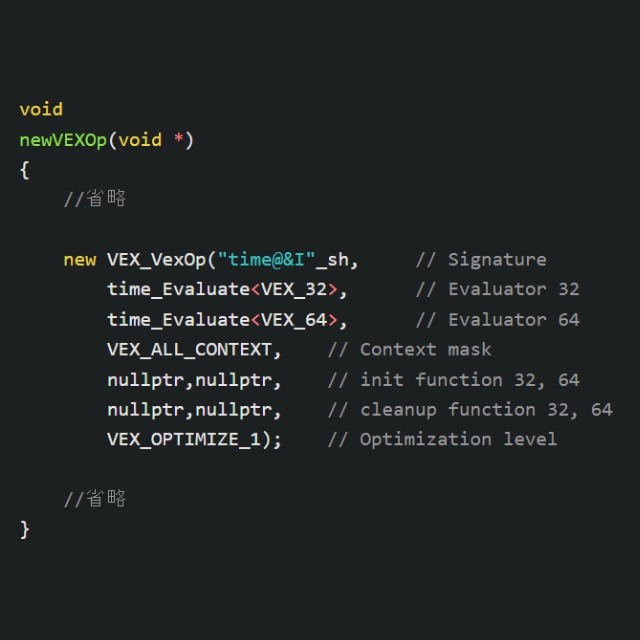 void
newVEXOp(void *)
{
//省略
new VEX_VexOp("time@&I"_sh, // Signature
time_Evaluate<VEX_32>, // Evaluator 32
time_Evaluate<VEX_64>, // Evaluator 64
VEX_ALL_CONTEXT, // Context mask
nullptr,nullptr, // init function 32, 64
nullptr,nullptr, // cleanup function 32, 64
VEX_OPTIMIZE_1); // Optimization level
//省略
}